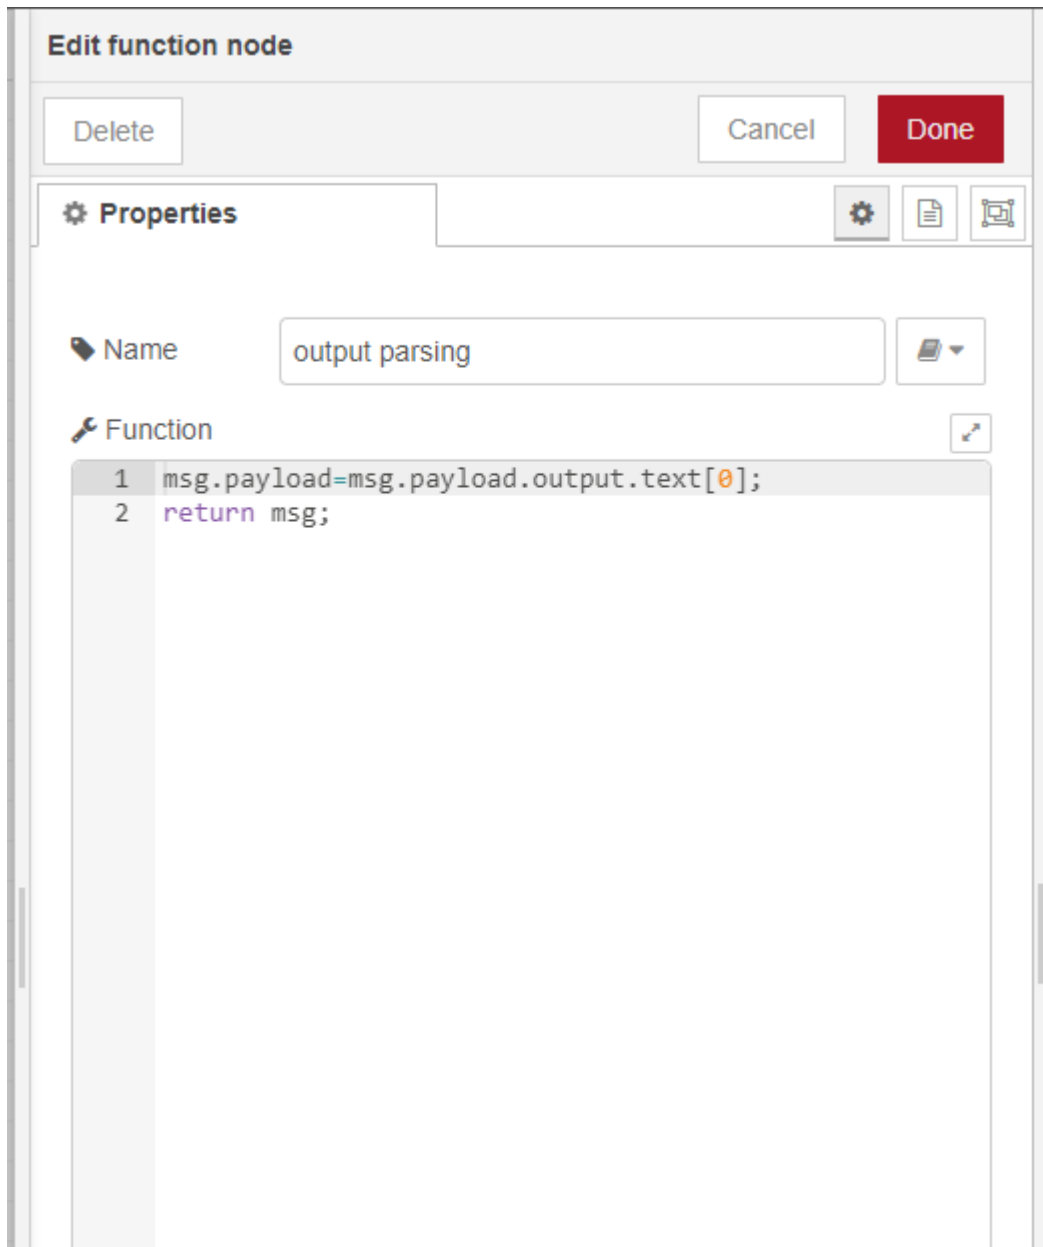 Edit function node
Delete
Cancel
Done
Properties
Name
output parsing
Function
1 msg.payload=msg.payload.output.text[0];
2 return msg;